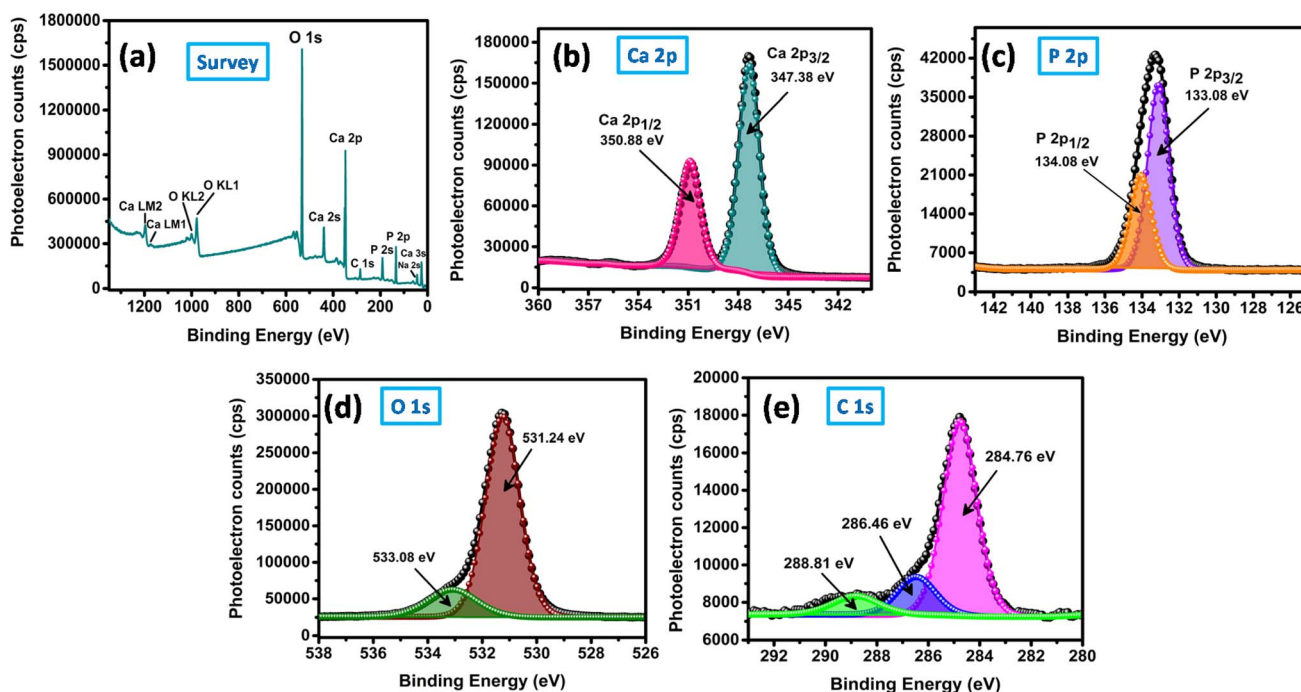 (a)
Survey
Photoelectron counts (cps)
1800000
1500000
1200000
900000
600000
300000
0
O 1s
Ca 2p
O KL2
O KL1
Ca LM2
Ca LM1
Ca 2s
C 1s
P 2s
P 2p
Ca 3s
Na 2s
1200 1000 800 600 400 200 0
Binding Energy (eV)
(b)
Ca 2p
Photoelectron counts (cps)
180000
150000
120000
90000
60000
30000
0
Ca 2p3/2
347.38 eV
Ca 2p1/2
350.88 eV
360 357 354 351 348 345 342
Binding Energy (eV)
(c)
P 2p
Photoelectron counts (cps)
42000
35000
28000
21000
14000
7000
0
P 2p3/2
133.08 eV
P 2p1/2
134.08 eV
142 140 138 136 134 132 130 128 126
Binding Energy (eV)
(d)
O 1s
Photoelectron counts (cps)
350000
300000
250000
200000
150000
100000
50000
0
531.24 eV
533.08 eV
538 536 534 532 530 528 526
Binding Energy (eV)
(e)
C 1s
Photoelectron counts (cps)
20000
18000
16000
14000
12000
10000
8000
6000
284.76 eV
286.46 eV
288.81 eV
292 290 288 286 284 282 280
Binding Energy (eV)